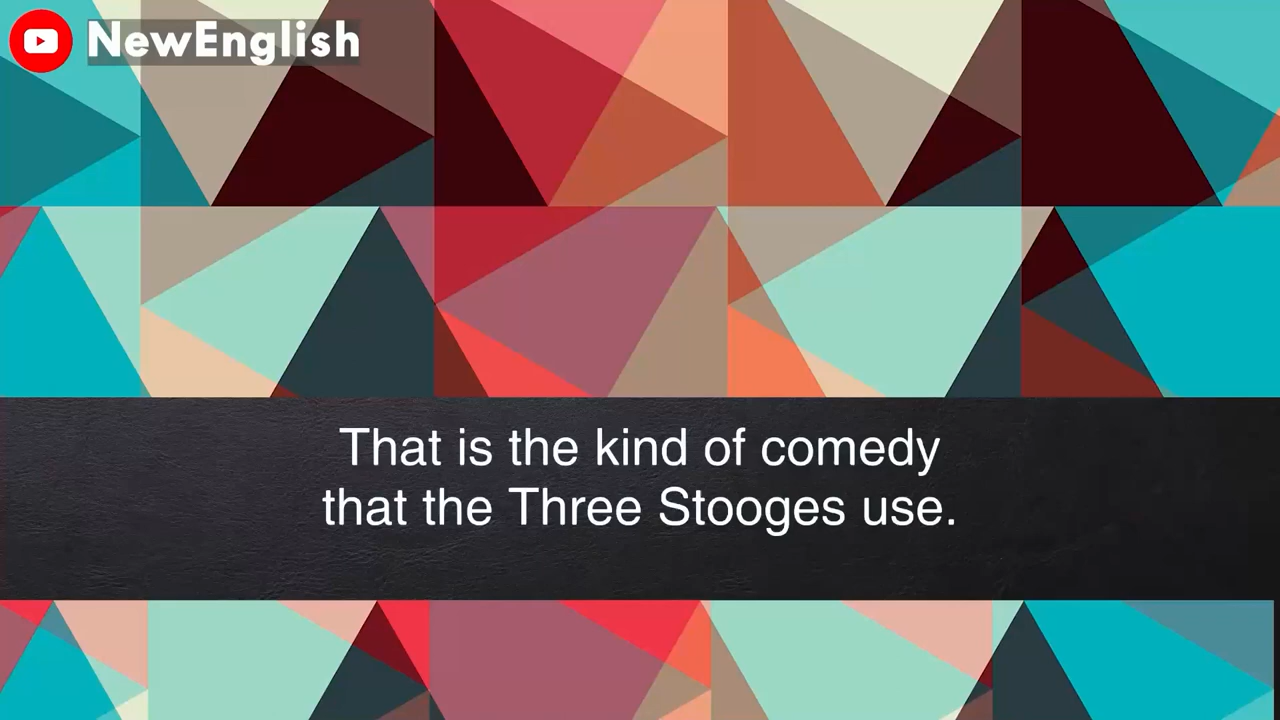 NewEnglish
That is the kind of comedy
that the Three Stooges use.